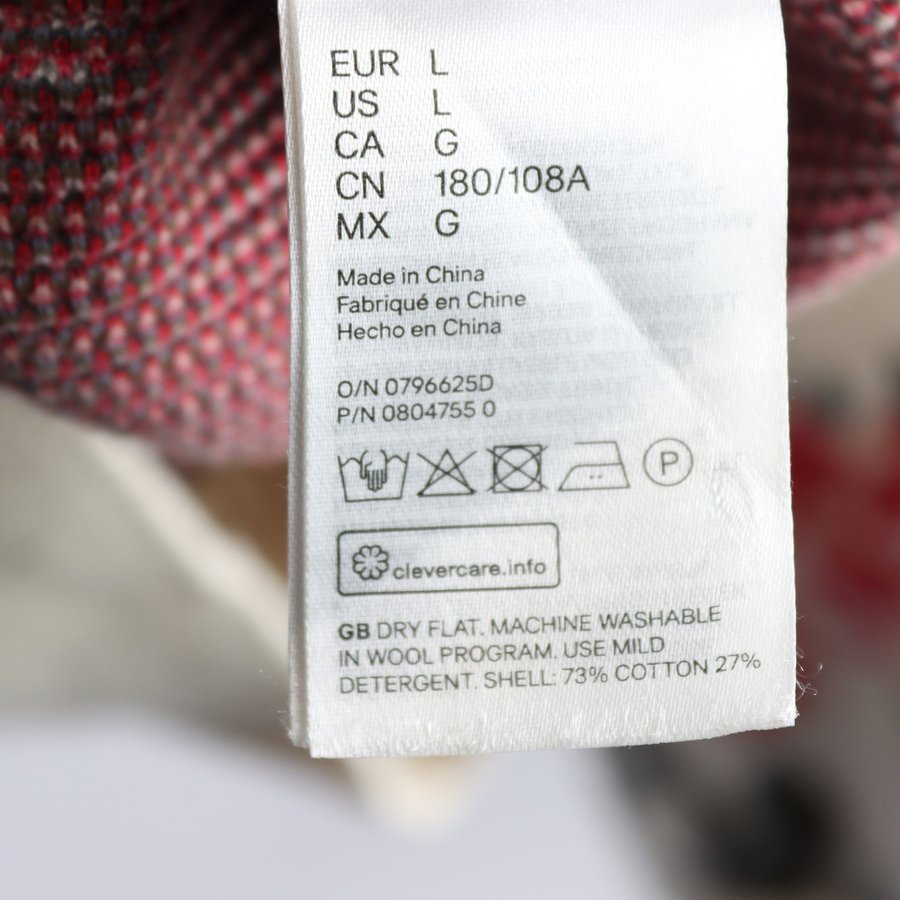 EUR L
US L
CA G
CN 180/108A
MX G
Made in China
Fabriqué en Chine
Hecho en China
O/N 0796625D
P/N 0804755 0
P
clevercare.info
GB DRY FLAT. MACHINE WASHABLE
IN WOOL PROGRAM. USE MILD
DETERGENT. SHELL: 73% COTTON 27%